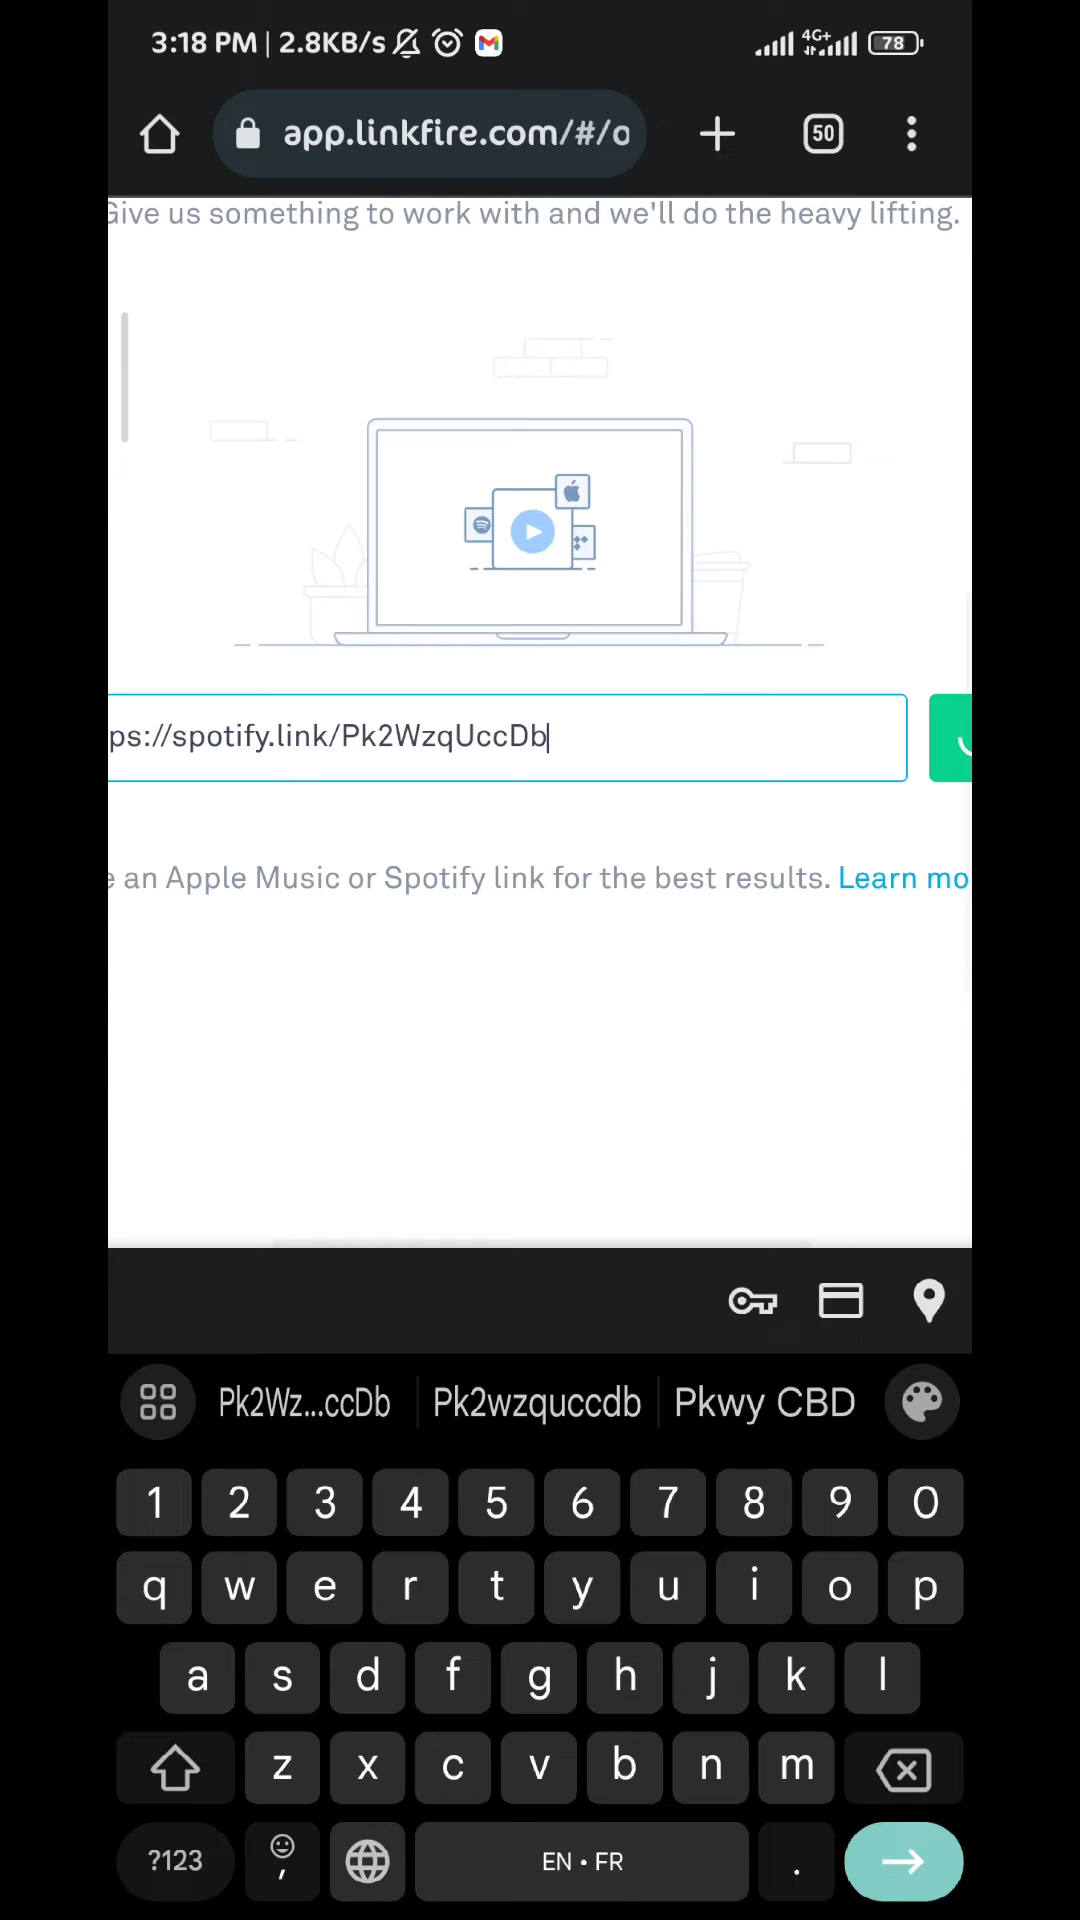 3:18 PM | 2.8KB/s 4G+ 78
app.linkfire.com/#/o 50
Give us something to work with and we'll do the heavy lifting.
ps://spotify.link/Pk2WzqUccDb
e an Apple Music or Spotify link for the best results. Learn mo
Pk2Wz...ccDb Pk2wzquccdb Pkwy CBD
1 2 3 4 5 6 7 8 9 0
q w e r t y u i o p
a s d f g h j k l
z x c v b n m
?123 , EN • FR .